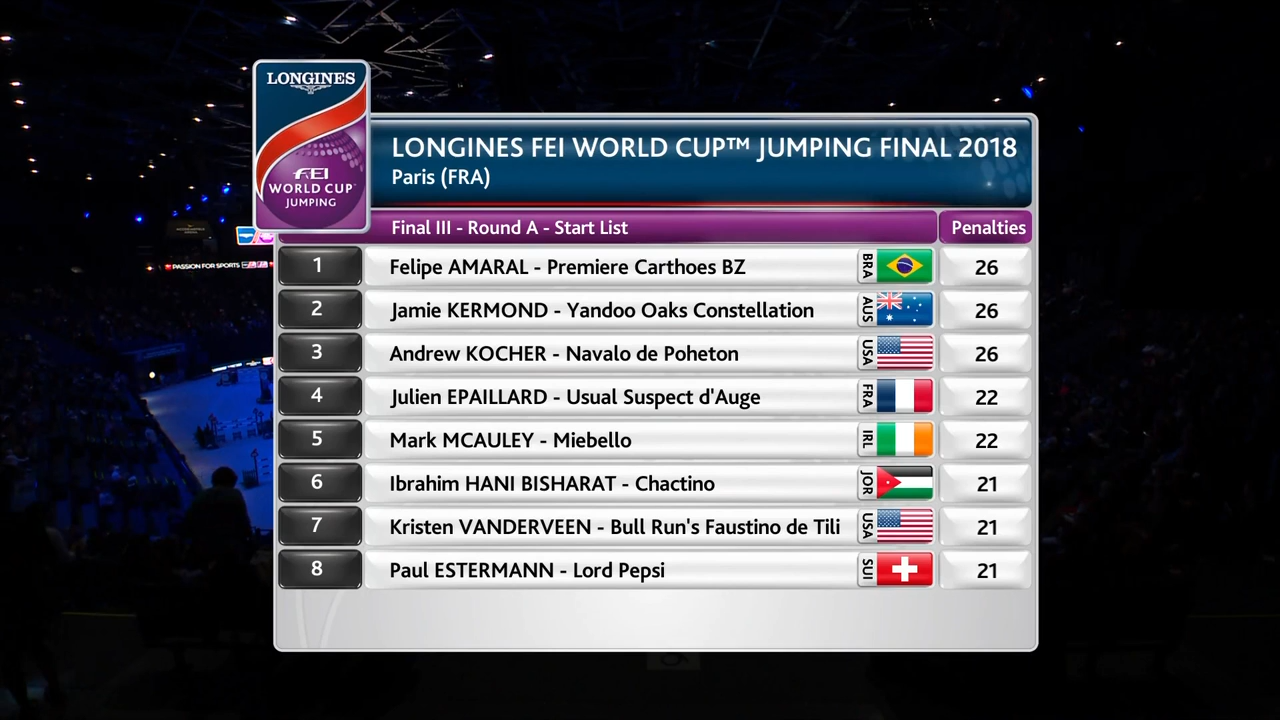 LONGINES
FEI
WORLD CUP™
JUMPING
LONGINES FEI WORLD CUP™ JUMPING FINAL 2018
Paris (FRA)
Final III - Round A - Start List Penalties
1 Felipe AMARAL - Premiere Carthoes BZ BRA 26
2 Jamie KERMOND - Yandoo Oaks Constellation AUS 26
3 Andrew KOCHER - Navalo de Poheton USA 26
4 Julien EPAILLARD - Usual Suspect d'Auge FRA 22
5 Mark MCAULEY - Miebello IRL 22
6 Ibrahim HANI BISHARAT - Chactino JOR 21
7 Kristen VANDERVEEN - Bull Run's Faustino de Tili USA 21
8 Paul ESTERMANN - Lord Pepsi SUI 21
PASSION FOR SPORTS